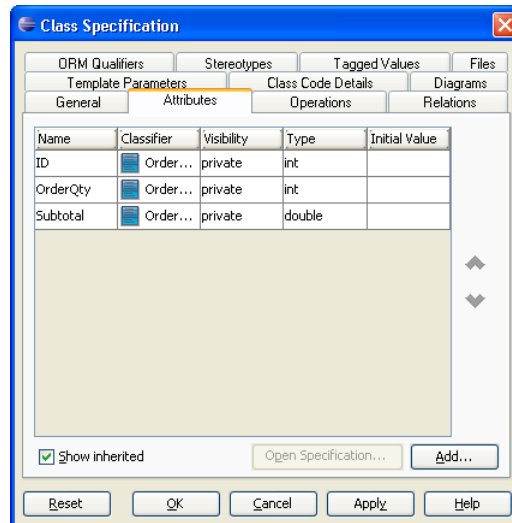 Class Specification
ORM Qualifiers Stereotypes Tagged Values Files
Template Parameters Class Code Details Diagrams
General Attributes Operations Relations
Name Classifier Visibility Type Initial Value
ID Order... private int
OrderQty Order... private int
Subtotal Order... private double
Show inherited Open Specification... Add...
Reset OK Cancel Apply Help